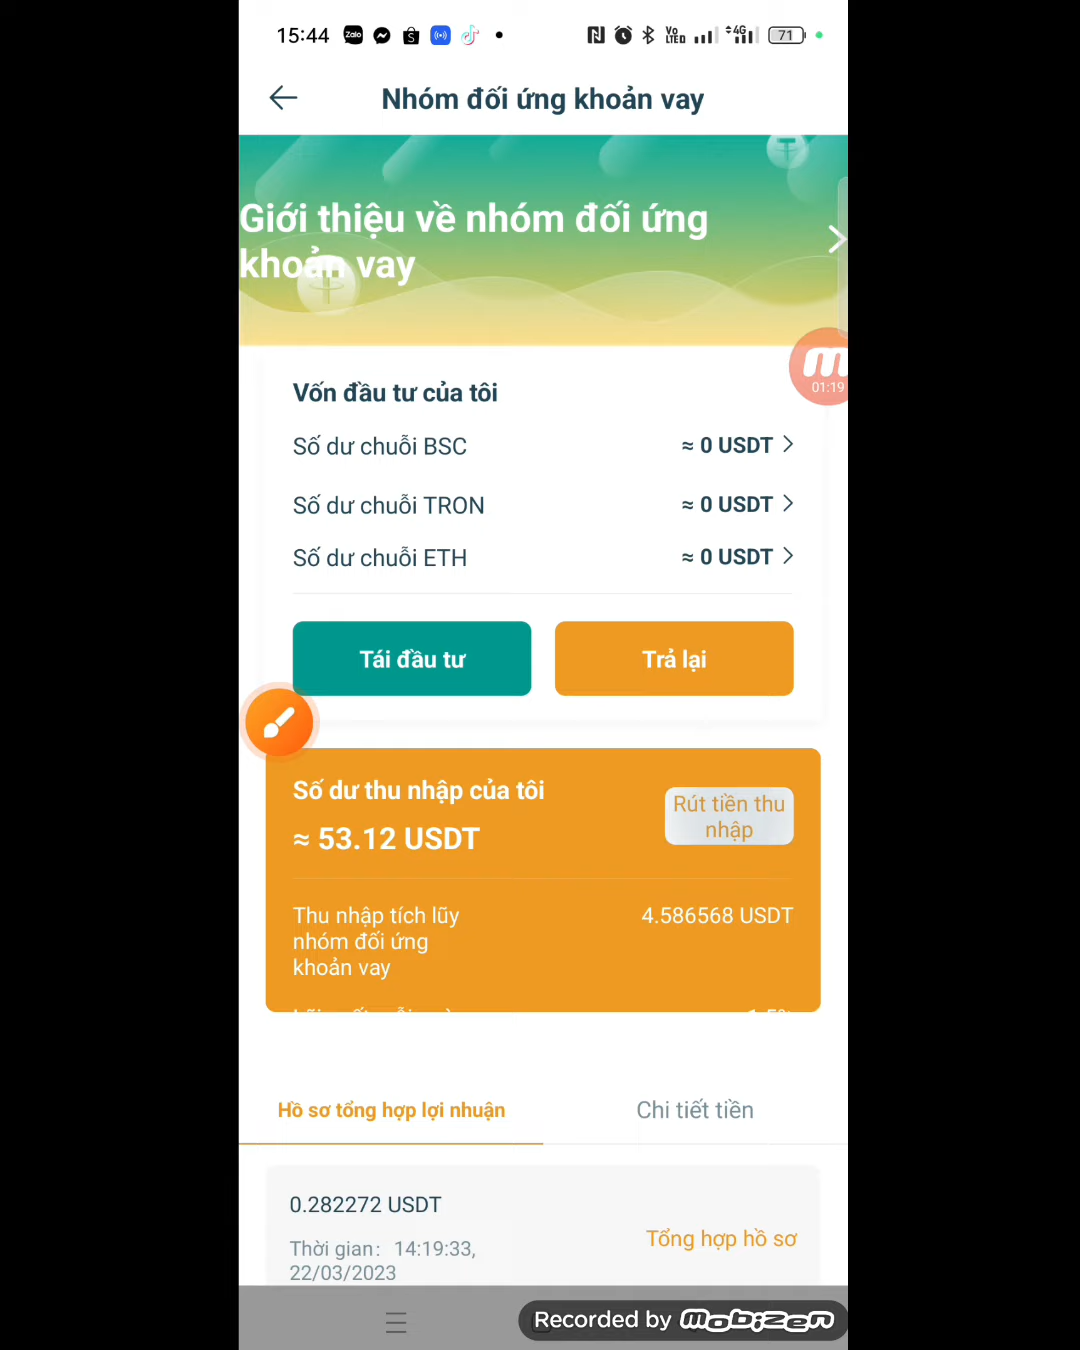 15:44 Zalo Vo LTED 4G 71
Nhóm đối ứng khoản vay
Giới thiệu về nhóm đối ứng
khoản vay
01:19
Vốn đầu tư của tôi
Số dư chuỗi BSC ≈ 0 USDT
Số dư chuỗi TRON ≈ 0 USDT
Số dư chuỗi ETH ≈ 0 USDT
Tái đầu tư Trả lại
Số dư thu nhập của tôi
≈ 53.12 USDT
Rút tiền thu
nhập
Thu nhập tích lũy 4.586568 USDT
nhóm đối ứng
khoản vay
Hồ sơ tổng hợp lợi nhuận Chi tiết tiền
0.282272 USDT
Tổng hợp hồ sơ
Thời gian: 14:19:33,
22/03/2023
Recorded by mobizen